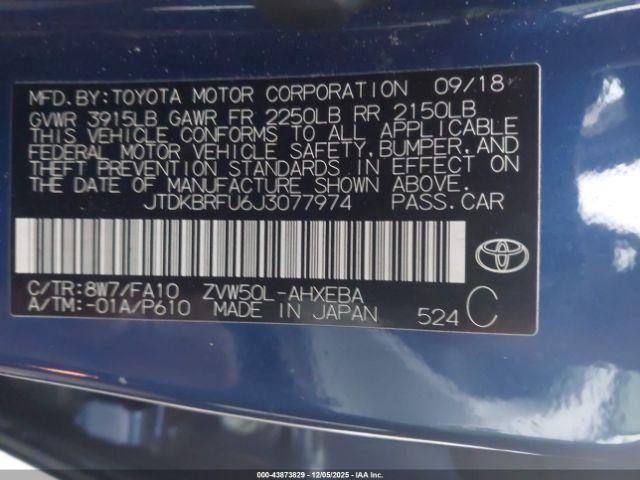 MFD.BY:TOYOTA MOTOR CORPORATION 09/18
GVWR 3915LB GAWR FR 2250LB RR 2150LB
THIS VEHICLE CONFORMS TO ALL APPLICABLE
FEDERAL MOTOR VEHICLE SAFETY, BUMPER, AND
THEFT PREVENTION STANDARDS IN EFFECT ON
THE DATE OF MANUFACTURE SHOWN ABOVE.
JTDKBRFU6J3077974 PASS.CAR
C/TR:8W7/FA10 ZVW50L-AHXEBA
A/TM:-01A/P610 MADE IN JAPAN 524 C
000-43873829 - 12/05/2025 - IAAI.COM